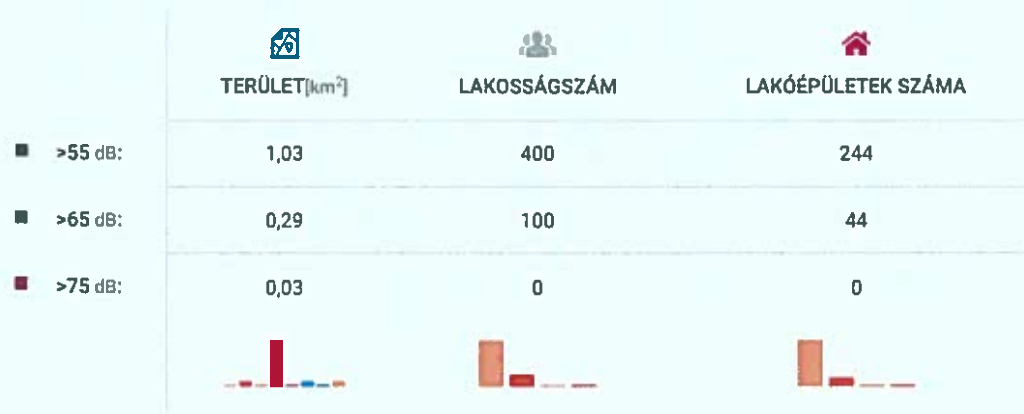 TERÜLET[km²] LAKOSSÁGSZÁM LAKÓÉPÜLETEK SZÁMA
>55 dB: 1,03 400 244
>65 dB: 0,29 100 44
>75 dB: 0,03 0 0